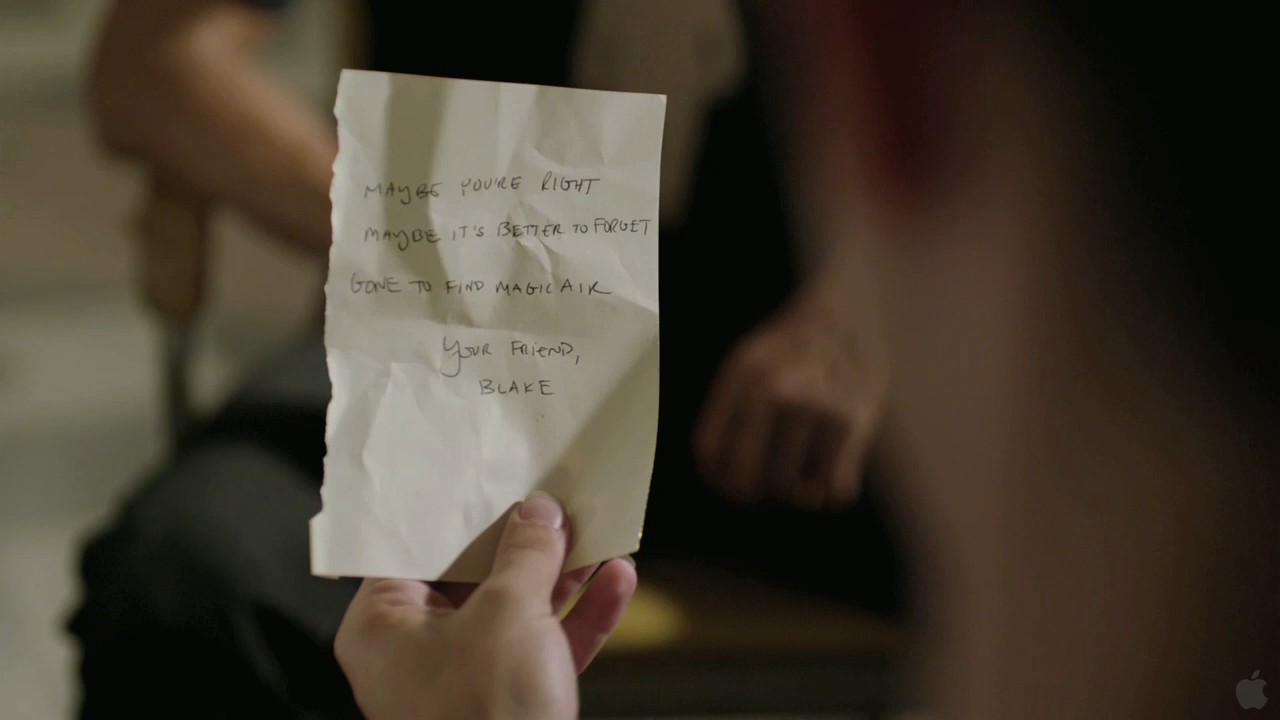 MAYBE YOU'RE RIGHT
MAYBE IT'S BETTER TO FORGET
GONE TO FIND MAGIC AIR
YOUR FRIEND,
BLAKE